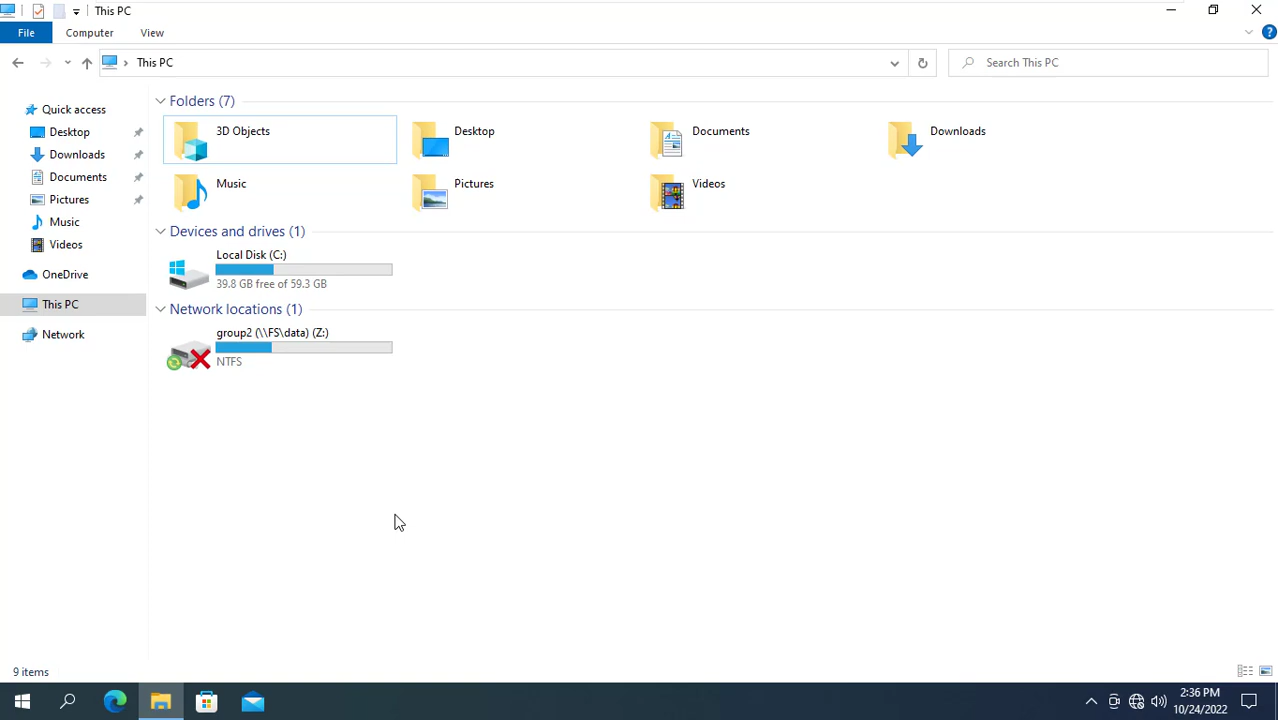 This PC
File
Computer
View
This PC
Search This PC
Quick access
Desktop
Downloads
Documents
Pictures
Music
Videos
OneDrive
This PC
Network
Folders (7)
3D Objects
Desktop
Documents
Downloads
Music
Pictures
Videos
Devices and drives (1)
Local Disk (C:)
39.8 GB free of 59.3 GB
Network locations (1)
group2 (\\FS\data) (Z:)
NTFS
9 items
2:36 PM
10/24/2022